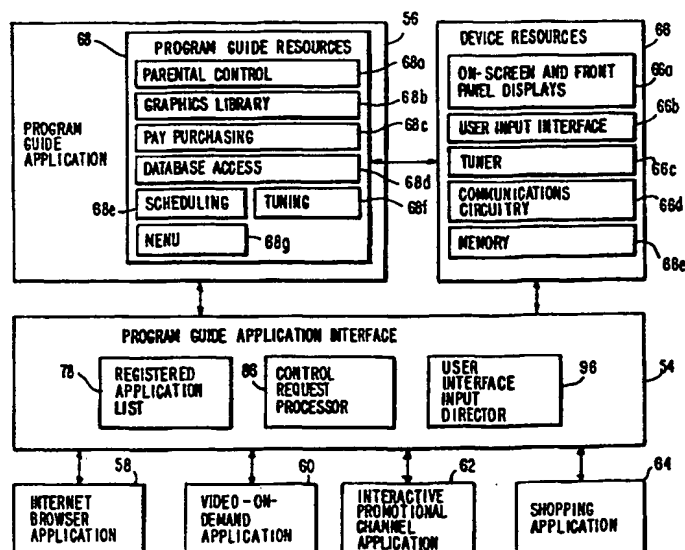 68
56
PROGRAM GUIDE RESOURCES
PARENTAL CONTROL
68a
GRAPHICS LIBRARY
68b
PAY PURCHASING
68c
DATABASE ACCESS
68d
68e
SCHEDULING
TUNING
68f
MENU
68g
PROGRAM
GUIDE
APPLICATION
DEVICE RESOURCES
66
ON-SCREEN AND FRONT
PANEL DISPLAYS
66a
USER INPUT INTERFACE
66b
TUNER
66c
COMMUNICATIONS
CIRCUITRY
66d
MEMORY
66e
PROGRAM GUIDE APPLICATION INTERFACE
78
REGISTERED
APPLICATION
LIST
86
CONTROL
REQUEST
PROCESSOR
USER
INTERFACE
INPUT
DIRECTOR
96
54
58
INTERNET
BROWSER
APPLICATION
60
VIDEO-ON-
DEMAND
APPLICATION
62
INTERACTIVE
PROMOTIONAL
CHANNEL
APPLICATION
64
SHOPPING
APPLICATION